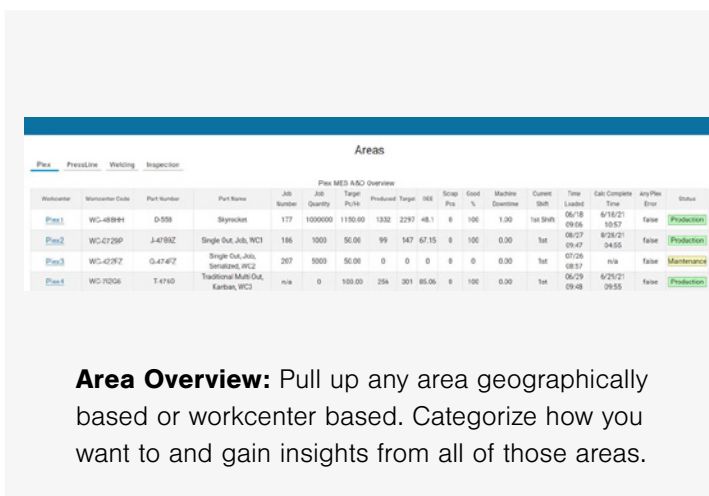 Areas
Plex PressLine Welding Inspection
Plex MES A&D Overview
Workcenter Workcenter Code Part Number Part Name Job Number Job Quantity Target Pc/Hr Produced Target OEE Scrap Pcs Good % Machine Downtime Current Shift Time Loaded Calc Complete Time Any Plex Error Status
Plex1 D-558 Skyrocket 177 1000000 1150.00 1332 2297 48.1 0 100 1.00 1st Shift 06/18 09:06 6/18/21 10:57 false Production
Plex2 Single Out, Job, WC1 186 1000 50.00 99 147 67.15 0 100 0.00 1st 08/27 09:47 8/28/21 04:55 false Production
Plex3 Single Out, Job, Serialized, WC2 207 5000 50.00 0 0 0 0 100 0.00 1st 07/26 08:57 n/a false Maintenance
Plex4 T-4760 Traditional Multi Out, Kanban, WC3 n/a 0 100.00 256 301 85.06 0 100 0.00 1st 06/29 09:48 6/29/21 09:55 false Production
Area Overview: Pull up any area geographically
based or workcenter based. Categorize how you
want to and gain insights from all of those areas.